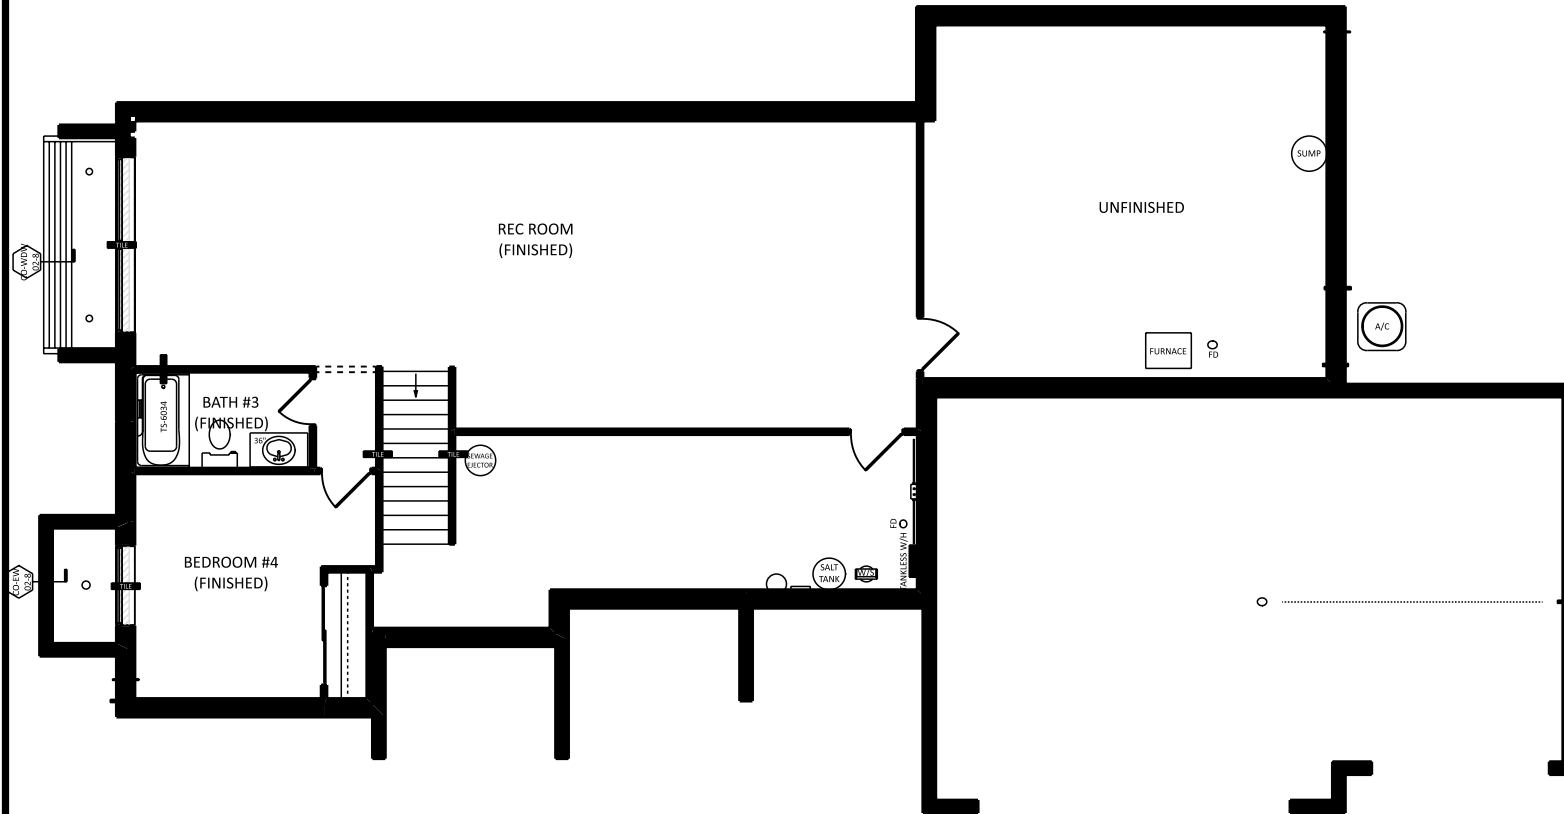 SUMP
UNFINISHED
REC ROOM
(FINISHED)
TILE
CO-WDW
02-8
A/C
FURNACE
FD
BATH #3
(FINISHED)
TS-6034
36"
TILE
TILE
SEWAGE
EJECTOR
FD
TANKLESS W/H
BEDROOM #4
(FINISHED)
SALT
TANK
W/S
CO-EW
02-8
TILE